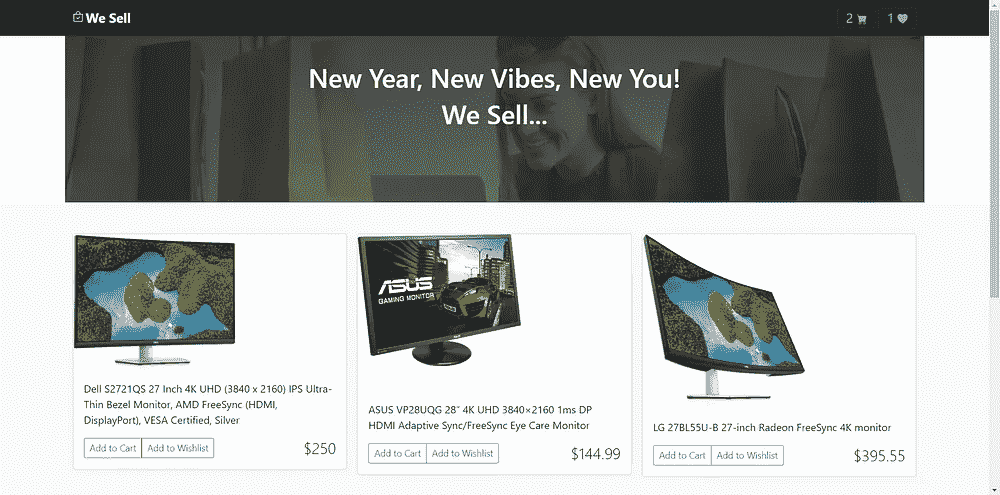 We Sell
2
1
New Year, New Vibes, New You!
We Sell...
ASUS
GAMING MONITOR
Dell S2721QS 27 Inch 4K UHD (3840 x 2160) IPS Ultra-
Thin Bezel Monitor, AMD FreeSync (HDMI,
DisplayPort), VESA Certified, Silver
Add to Cart Add to Wishlist $250
ASUS VP28UQG 28” 4K UHD 3840×2160 1ms DP
HDMI Adaptive Sync/FreeSync Eye Care Monitor
Add to Cart Add to Wishlist $144.99
LG 27BL55U-B 27-inch Radeon FreeSync 4K monitor
Add to Cart Add to Wishlist $395.55